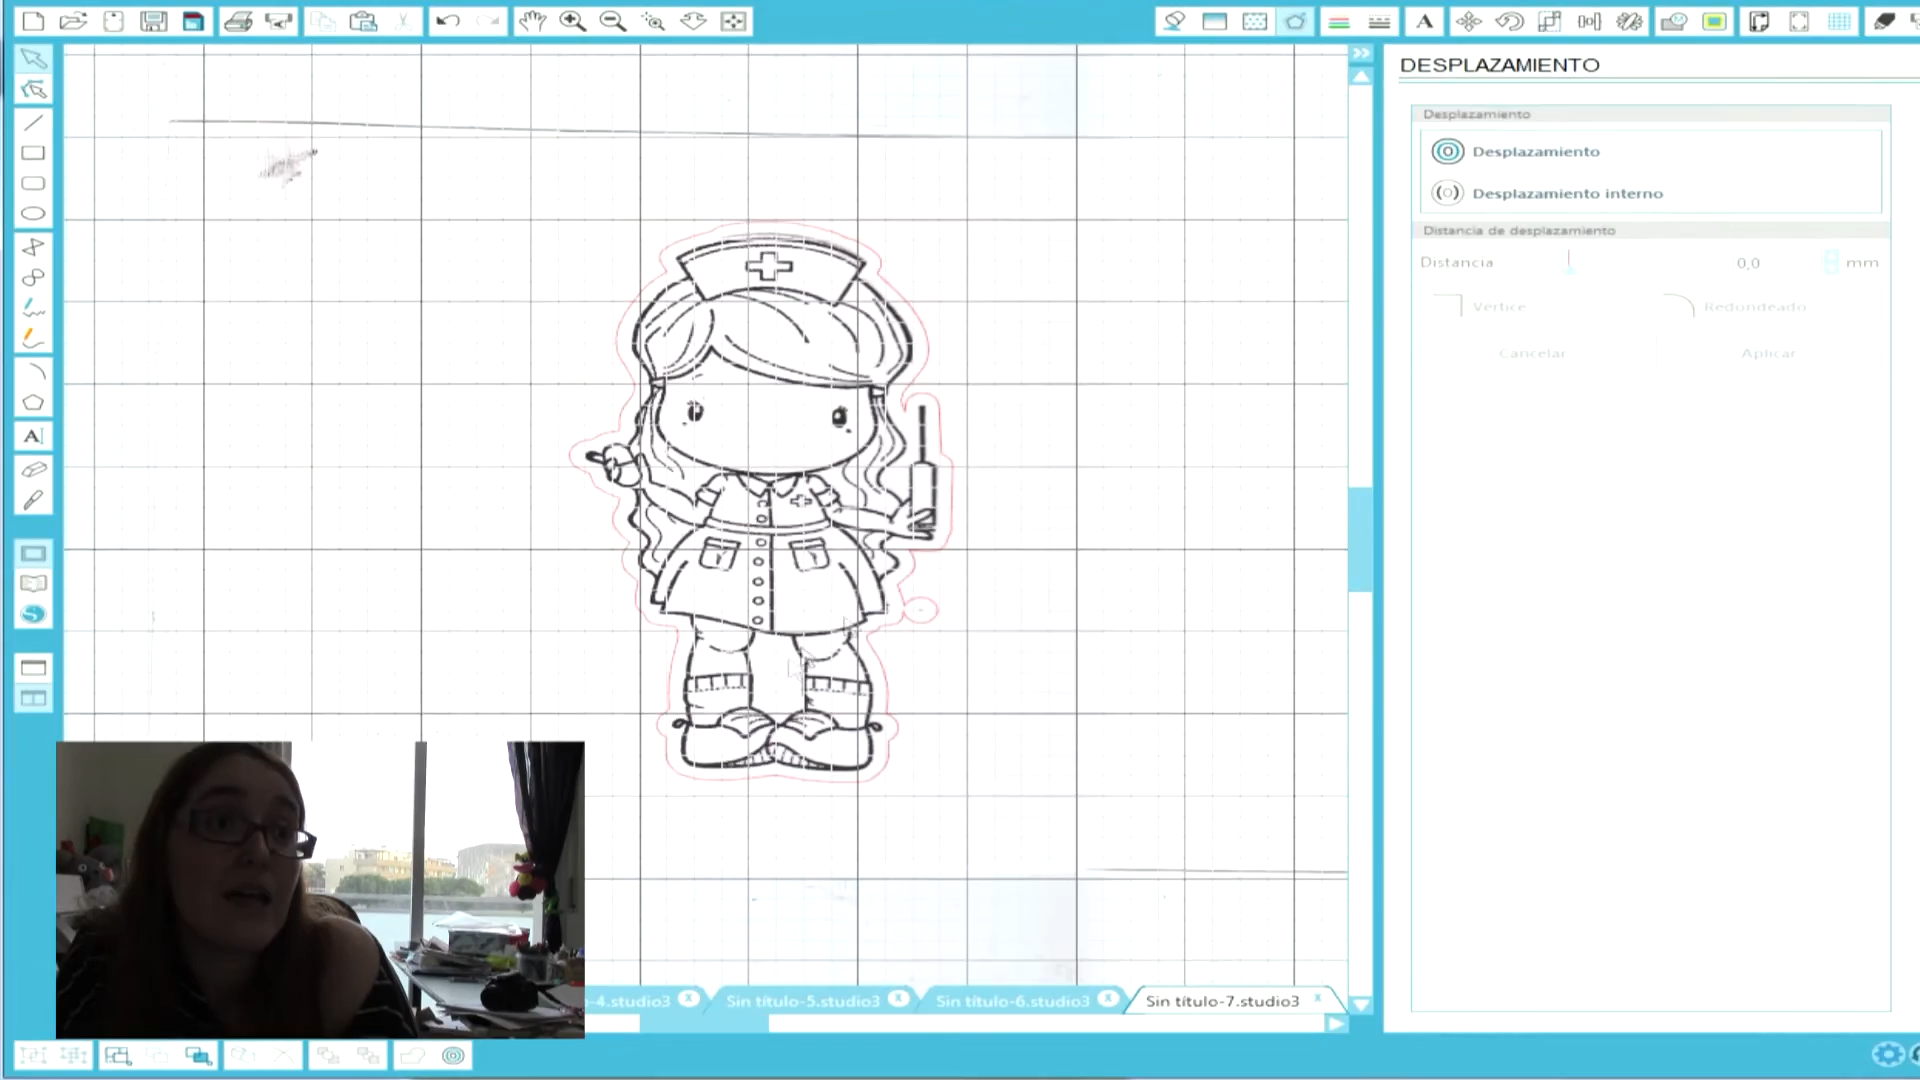 A
DESPLAZAMIENTO
Desplazamiento
Desplazamiento
Desplazamiento interno
Distancia de desplazamiento
Distancia 0,0 mm
Vertice Redondeado
Cancelar Aplicar
A
-4.studio3 x Sin título-5.studio3 x Sin título-6.studio3 x Sin título-7.studio3 x